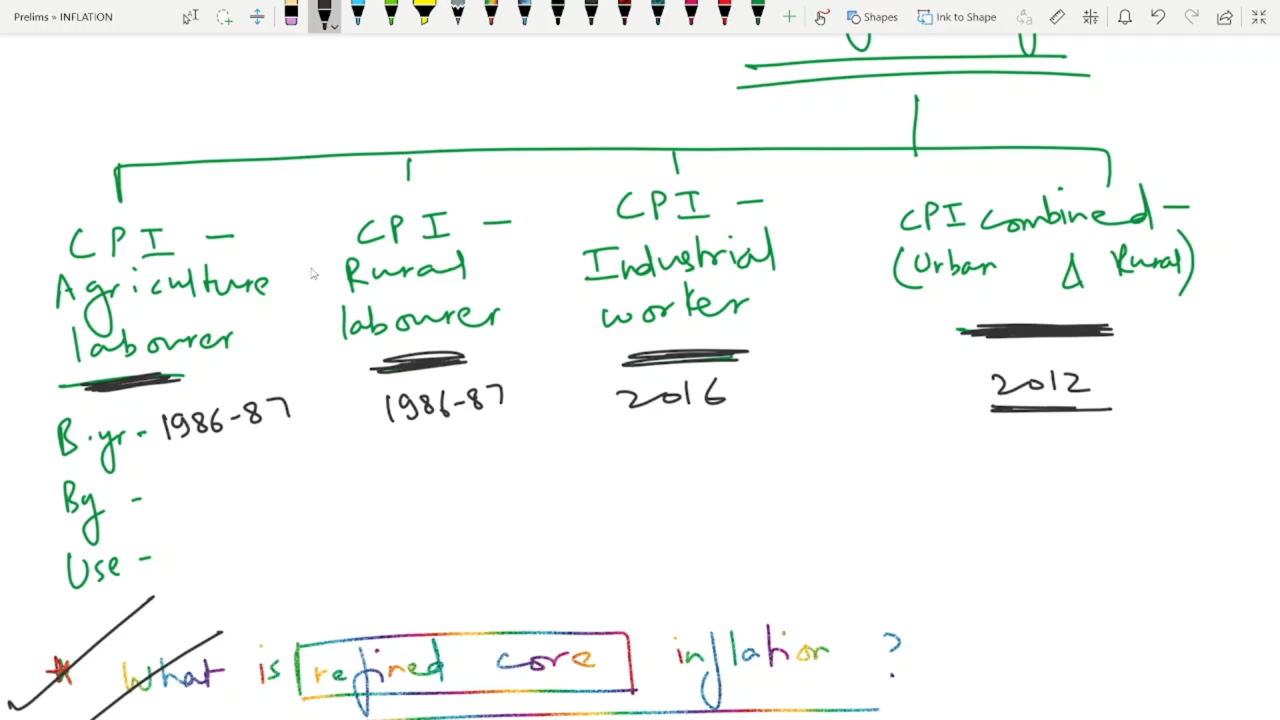 Prelims » INFLATION
Shapes
Ink to Shape
CPI -
Agriculture
labourer
CPI -
Rural
labourer
CPI -
Industrial
worker
CPI Combined -
(Urban & Rural)
B.yr - 1986-87
1986-87
2016
2012
By -
Use -
* What is refined core inflation ?